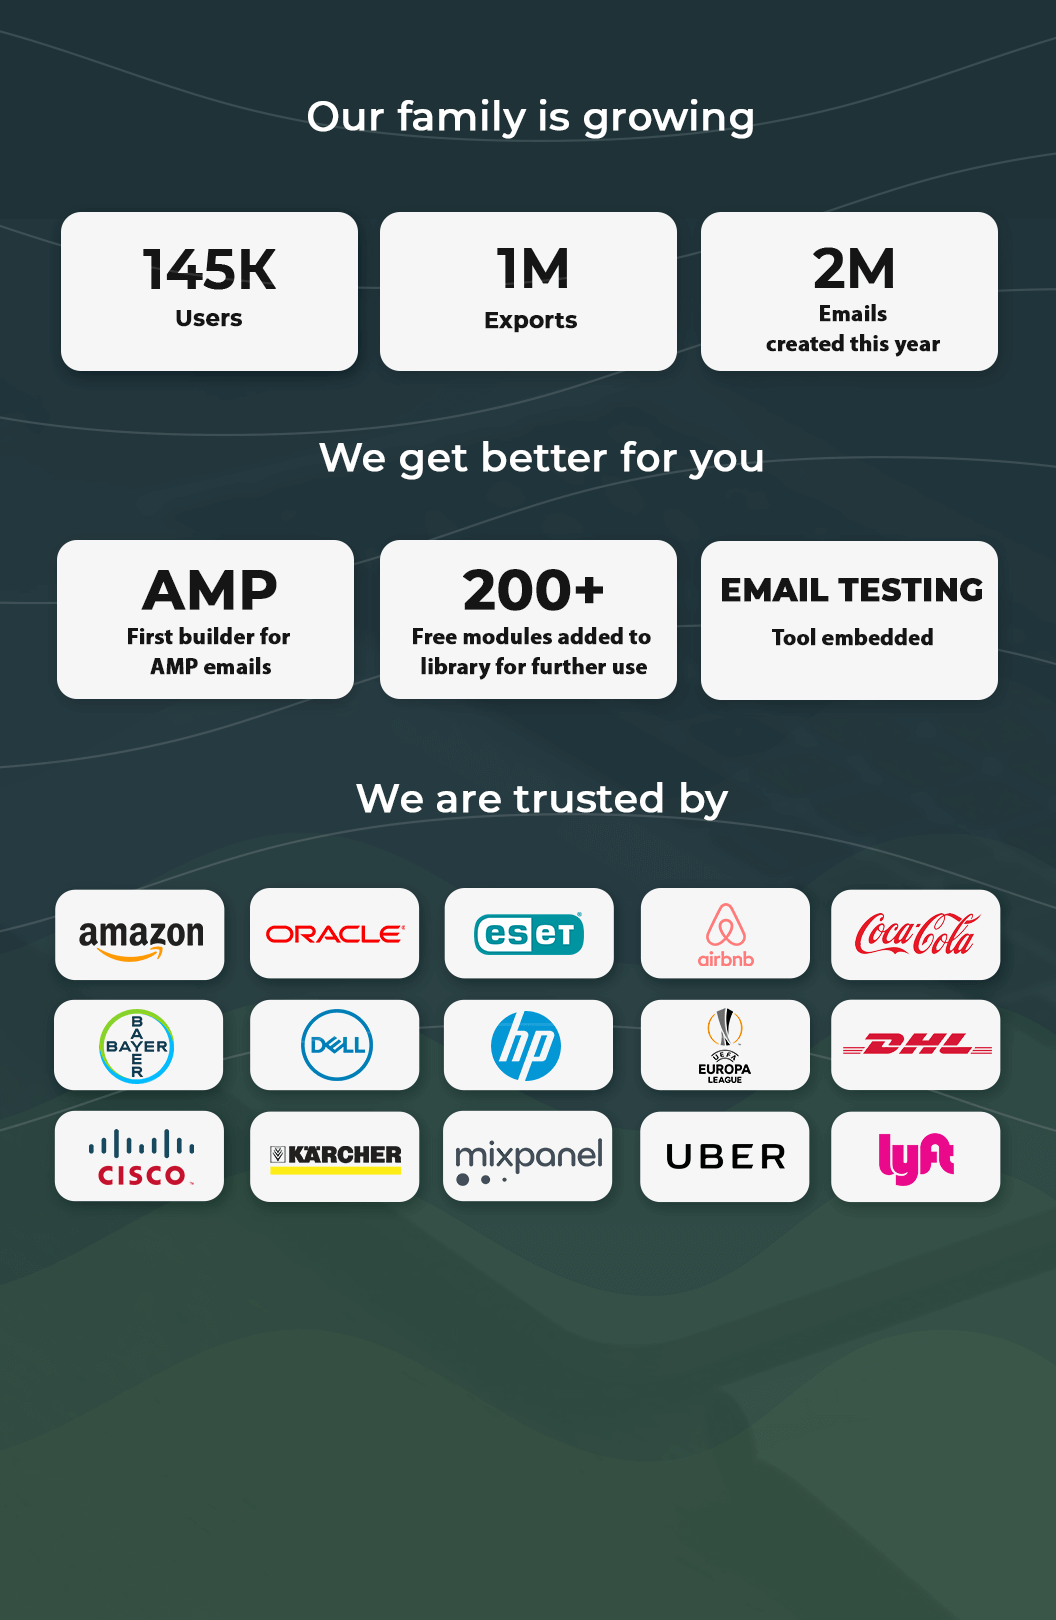 Our family is growing
145K
Users
1M
Exports
2M
Emails
created this year
We get better for you
AMP
First builder for
AMP emails
200+
Free modules added to
library for further use
EMAIL TESTING
Tool embedded
We are trusted by
amazon
ORACLE
eseT
airbnb
Coca-Cola
BAYER
BAYER
DELL
hp
UEFA
EUROPA
LEAGUE
DHL
CISCO
KÄRCHER
mixpanel
UBER
lyft